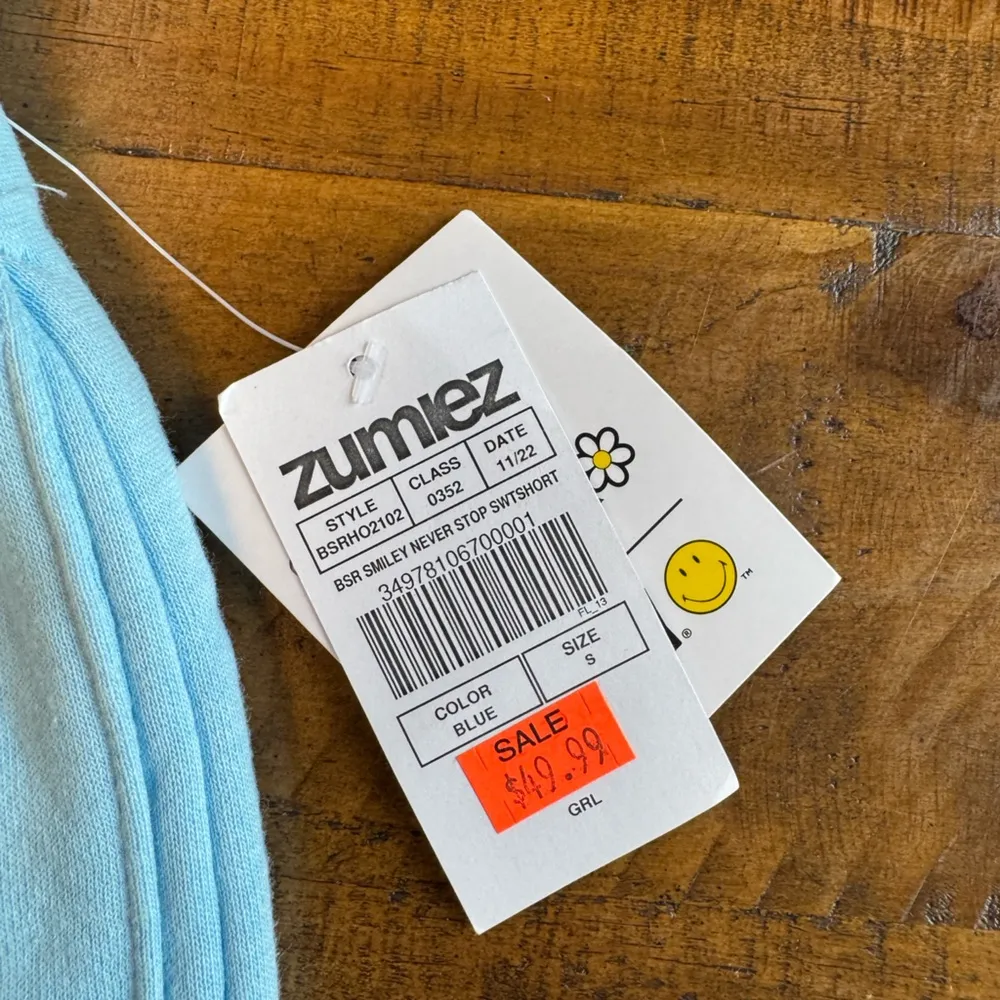 zumiez
STYLE CLASS DATE
BSRHO2102 0352 11/22
BSR SMILEY NEVER STOP SWTSHORT
34978106700001
FL_13
COLOR SIZE
BLUE S
SALE
$49.99
GRL
TM
®